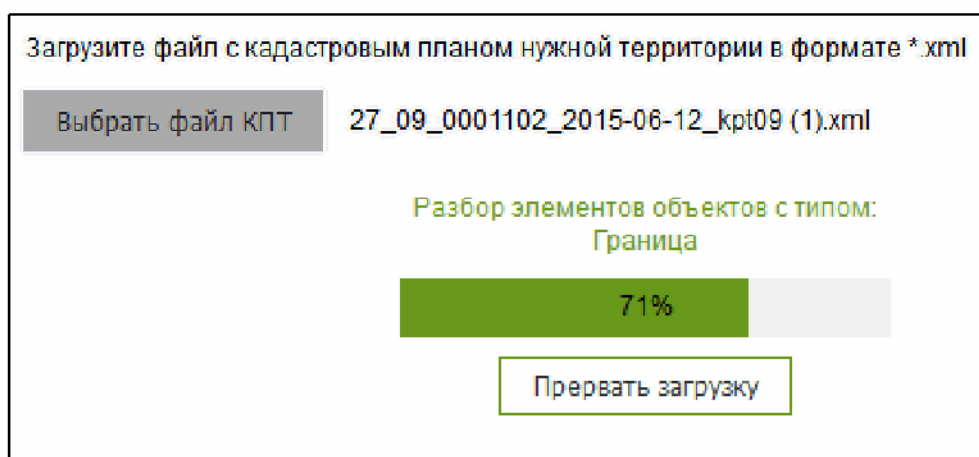 Загрузите файл с кадастровым планом нужной территории в формате *.xml
Выбрать файл КПТ 27_09_0001102_2015-06-12_kpt09 (1).xml
Разбор элементов объектов с типом:
Граница
71%
Прервать загрузку